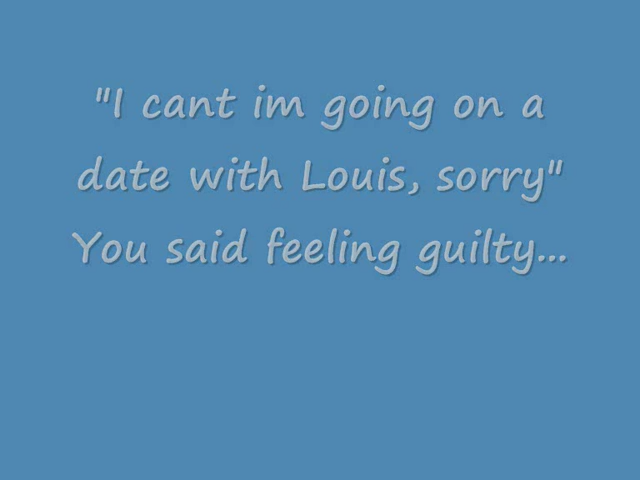 "I cant im going on a
date with Louis, sorry"
You said feeling guilty...